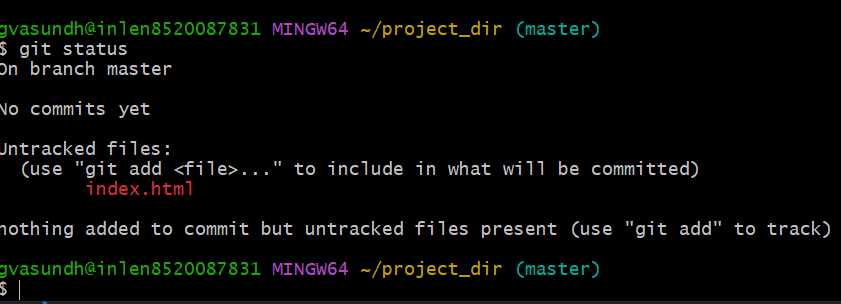 gvasundh@inlen8520087831 MINGW64 ~/project_dir (master)
$ git status
On branch master
No commits yet
Untracked files:
  (use "git add <file>..." to include in what will be committed)
        index.html
nothing added to commit but untracked files present (use "git add" to track)
gvasundh@inlen8520087831 MINGW64 ~/project_dir (master)
$